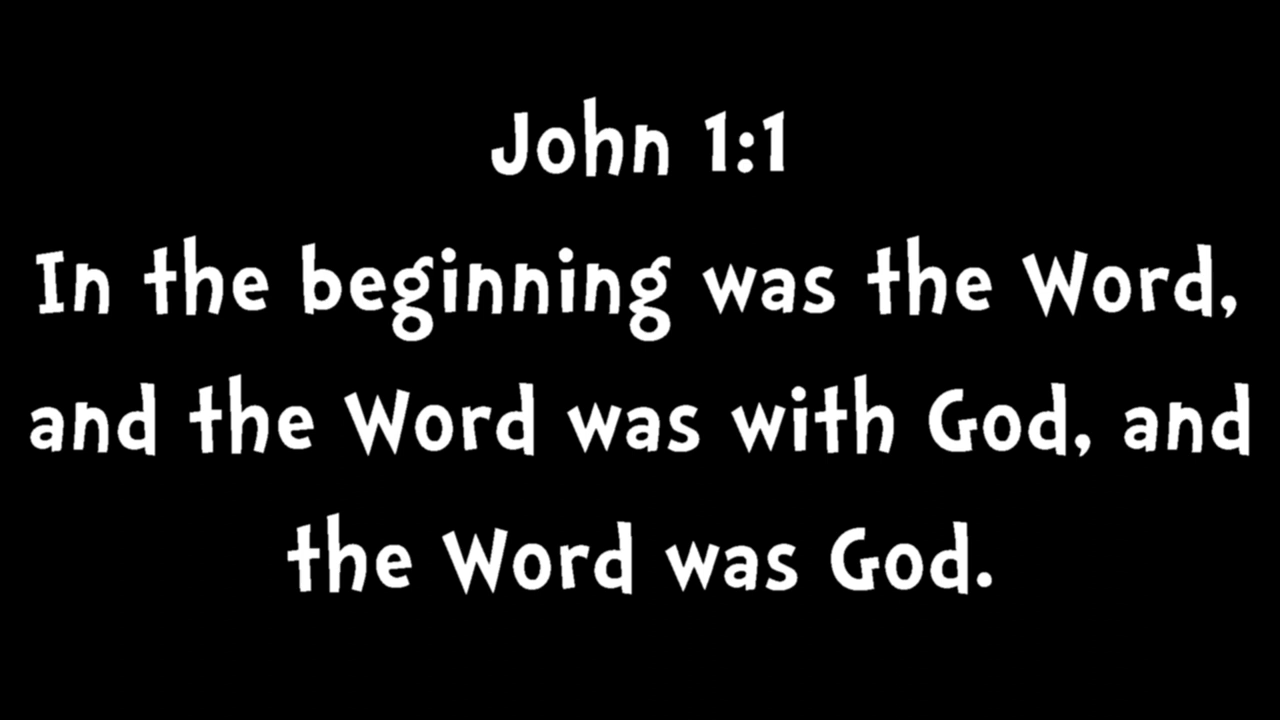 John 1:1
In the beginning was the Word,
and the Word was with God, and
the Word was God.